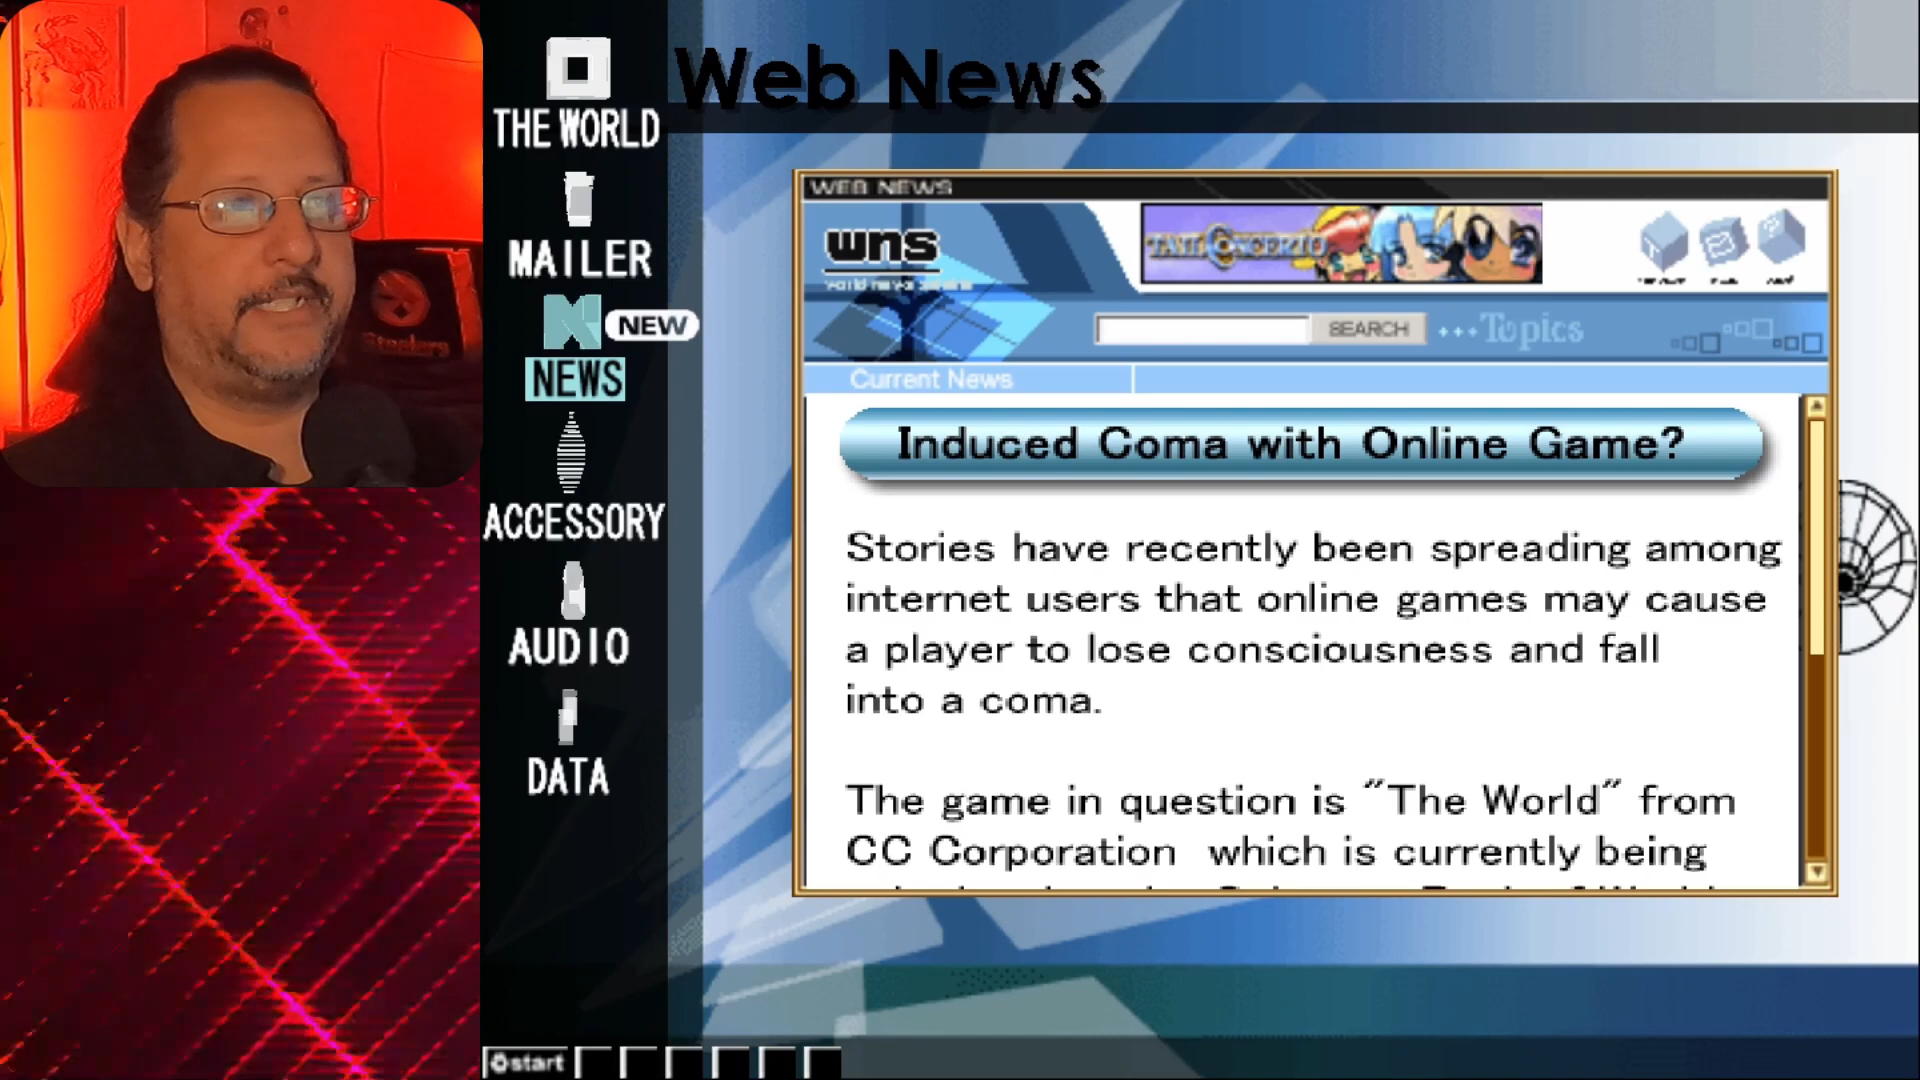 Web News
THE WORLD
MAILER
NEW
NEWS
ACCESSORY
AUDIO
DATA
WEB NEWS
wns
TAIL CONCERTO
SEARCH
Topics
Current News
Induced Coma with Online Game?
Stories have recently been spreading among
internet users that online games may cause
a player to lose consciousness and fall
into a coma.
The game in question is "The World" from
CC Corporation which is currently being
start
Steelers